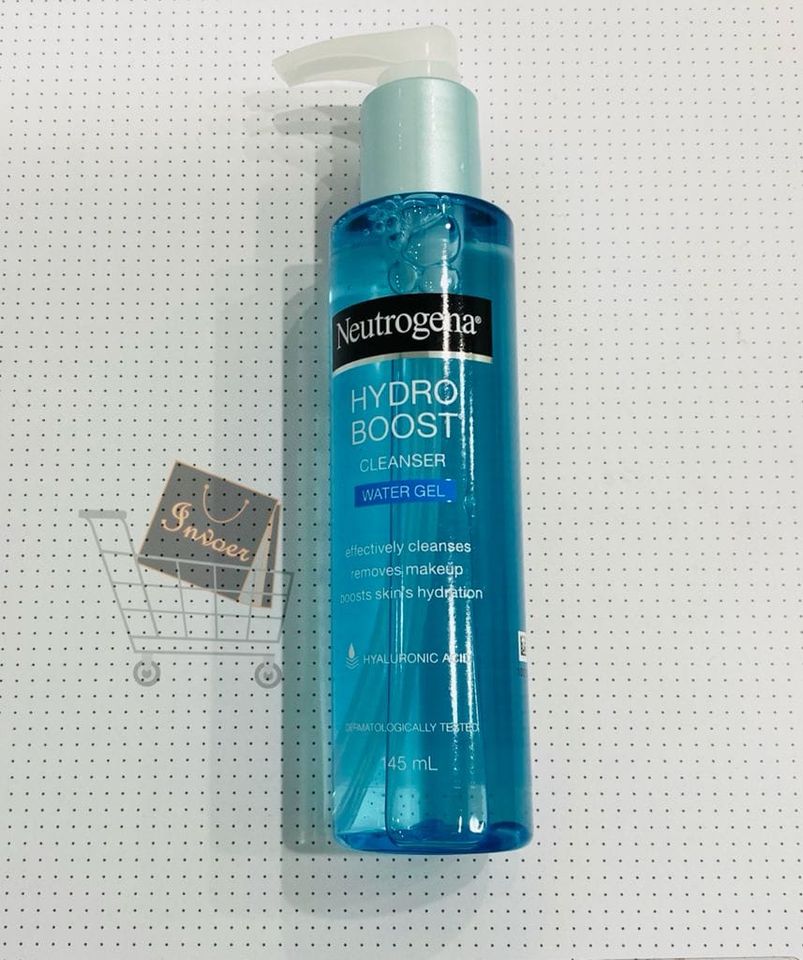 Neutrogena®
HYDRO
BOOST
CLEANSER
WATER GEL
effectively cleanses
removes makeup
boosts skin's hydration
HYALURONIC ACID
DERMATOLOGICALLY TESTED
145 mL
Invoer